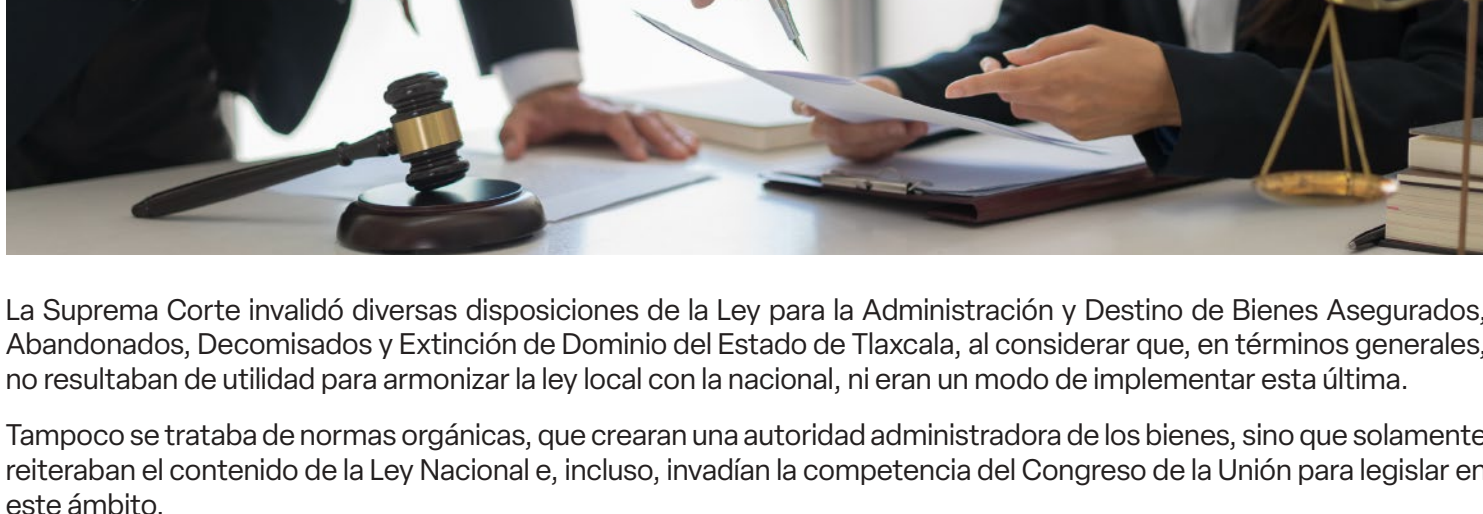 La Suprema Corte invalidó diversas disposiciones de la Ley para la Administración y Destino de Bienes Asegurados,
Abandonados, Decomisados y Extinción de Dominio del Estado de Tlaxcala, al considerar que, en términos generales,
no resultaban de utilidad para armonizar la ley local con la nacional, ni eran un modo de implementar esta última.
Tampoco se trataba de normas orgánicas, que crearan una autoridad administradora de los bienes, sino que solamente
reiteraban el contenido de la Ley Nacional e, incluso, invadían la competencia del Congreso de la Unión para legislar en
este ámbito.